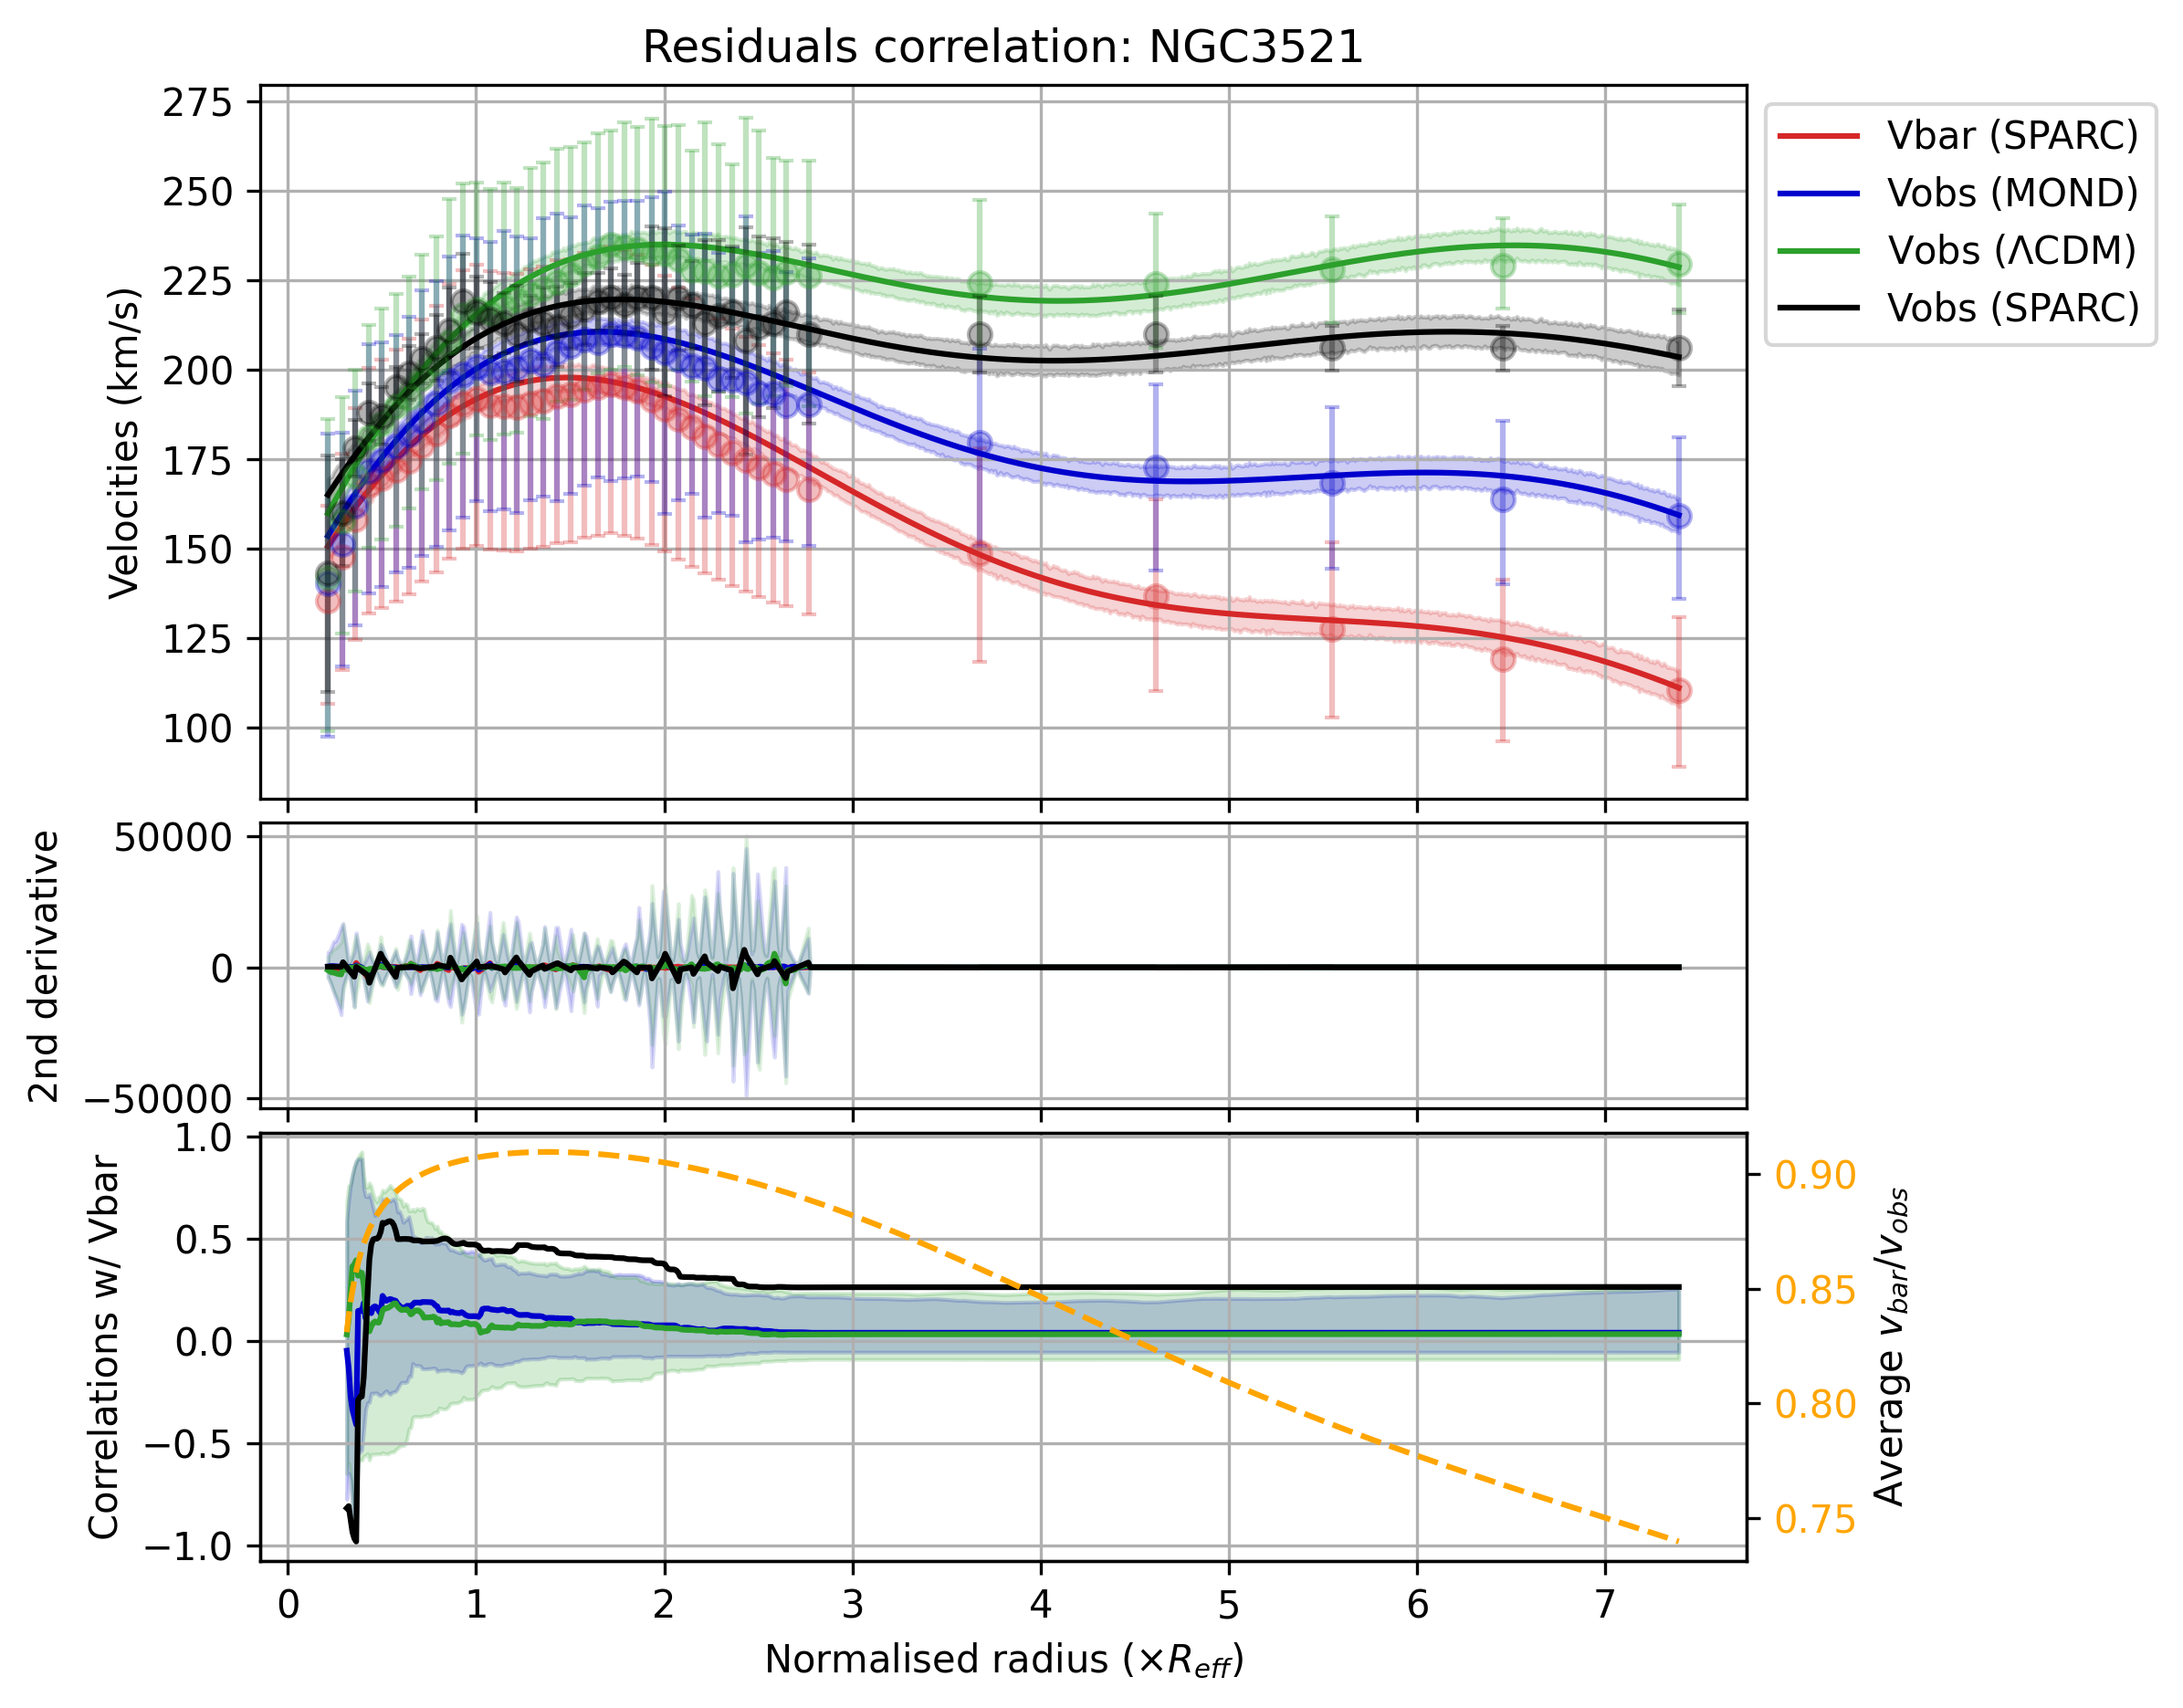 Residuals correlation: NGC3521
275
250
225
200
175
150
125
100
Velocities (km/s)
Vbar (SPARC)
Vobs (MOND)
Vobs (ΛCDM)
Vobs (SPARC)
50000
0
−50000
2nd derivative
1.0
0.5
0.0
−0.5
−1.0
Correlations w/ Vbar
0.90
0.85
0.80
0.75
Average v_bar/v_obs
0 1 2 3 4 5 6 7
Normalised radius (×R_eff)